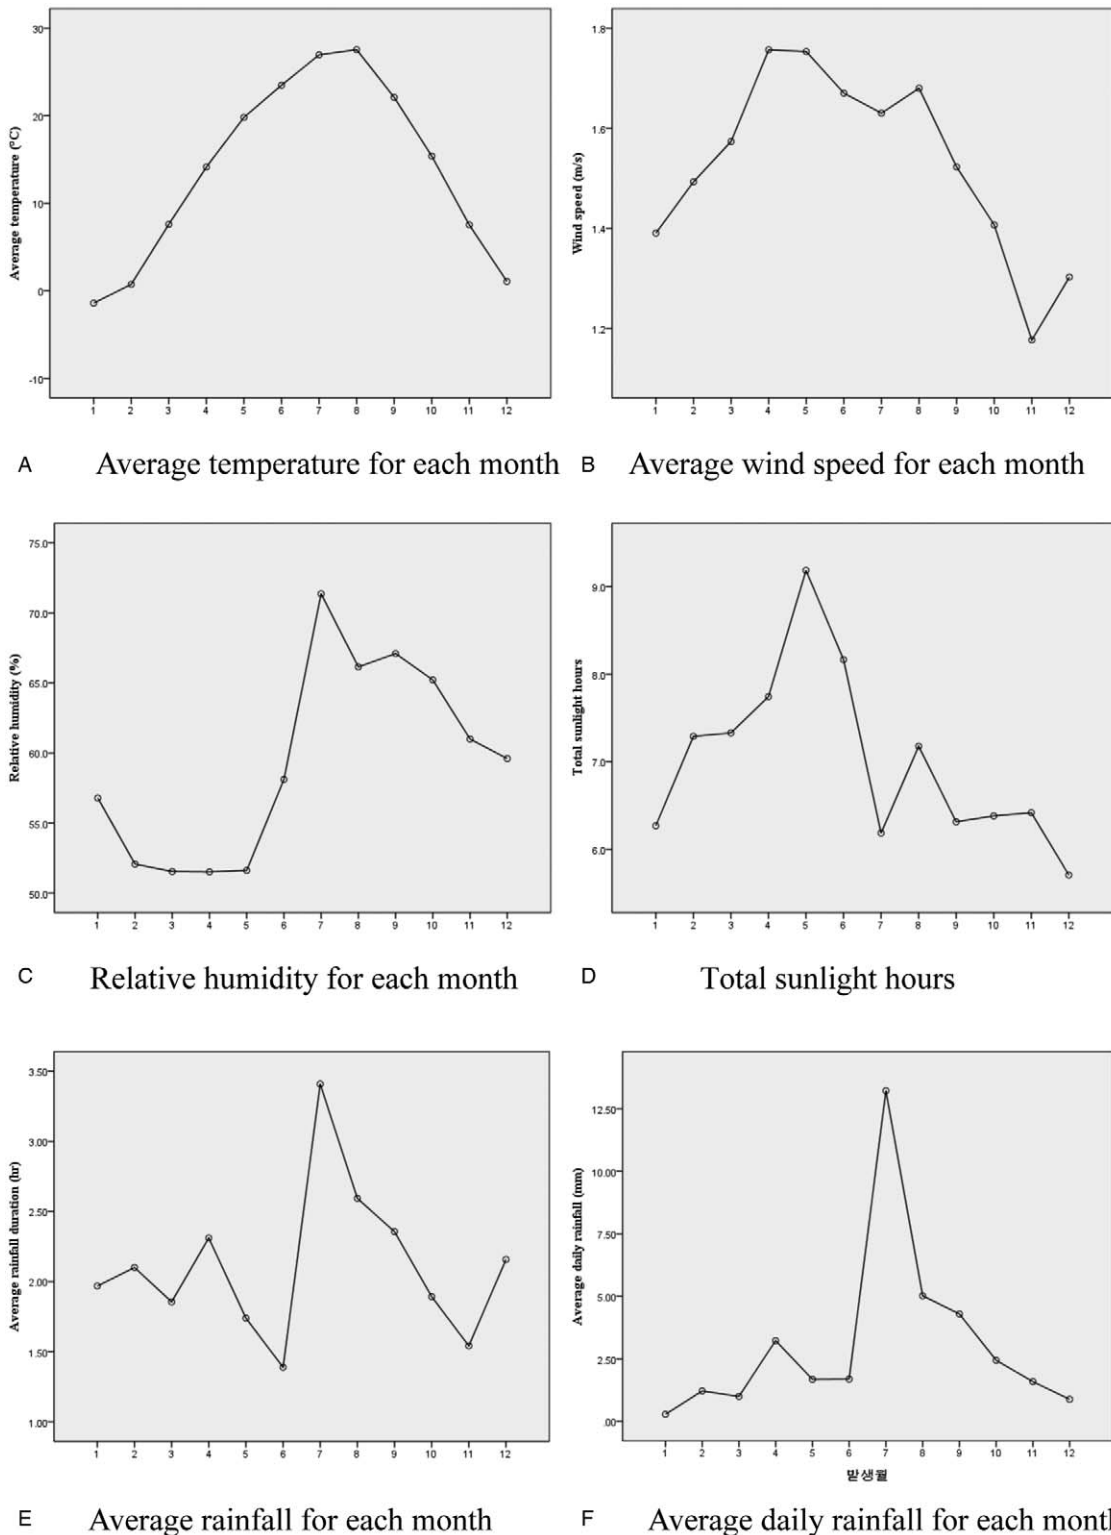 30
20
10
0
-10
Average temperature (°C)
1 2 3 4 5 6 7 8 9 10 11 12
A Average temperature for each month
1.8
1.6
1.4
1.2
Wind speed (m/s)
1 2 3 4 5 6 7 8 9 10 11 12
B Average wind speed for each month
75.0
70.0
65.0
60.0
55.0
50.0
Relative humidity (%)
1 2 3 4 5 6 7 8 9 10 11 12
C Relative humidity for each month
9.0
8.0
7.0
6.0
Total sunlight hours
1 2 3 4 5 6 7 8 9 10 11 12
D Total sunlight hours
3.50
3.00
2.50
2.00
1.50
1.00
Average rainfall duration (hr)
1 2 3 4 5 6 7 8 9 10 11 12
E Average rainfall for each month
12.50
10.00
7.50
5.00
2.50
.00
Average daily rainfall (mm)
1 2 3 4 5 6 7 8 9 10 11 12
발생월
F Average daily rainfall for each month